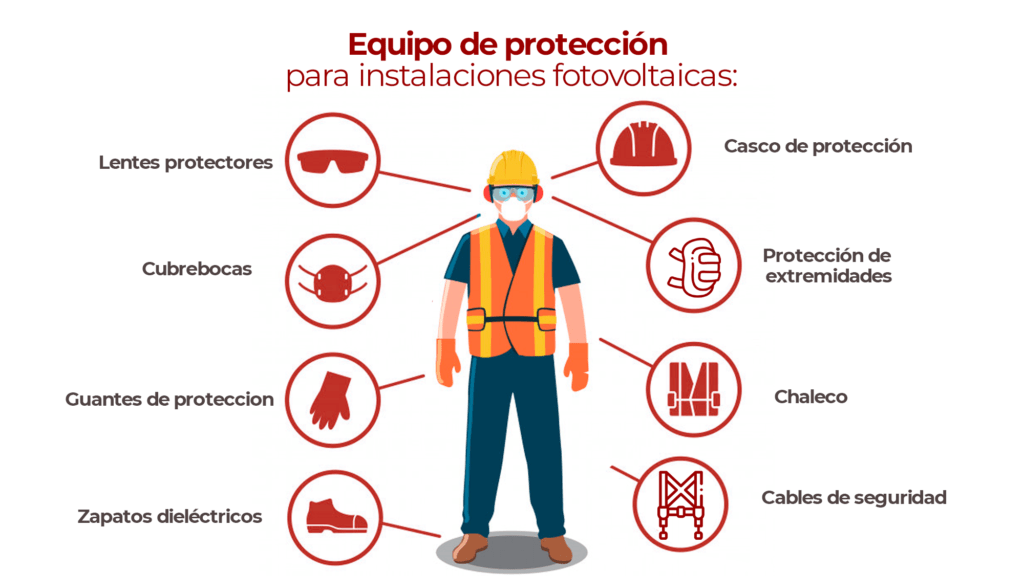 Equipo de protección
para instalaciones fotovoltaicas:
Lentes protectores
Casco de protección
Cubrebocas
Protección de
extremidades
Guantes de proteccion
Chaleco
Zapatos dieléctricos
Cables de seguridad